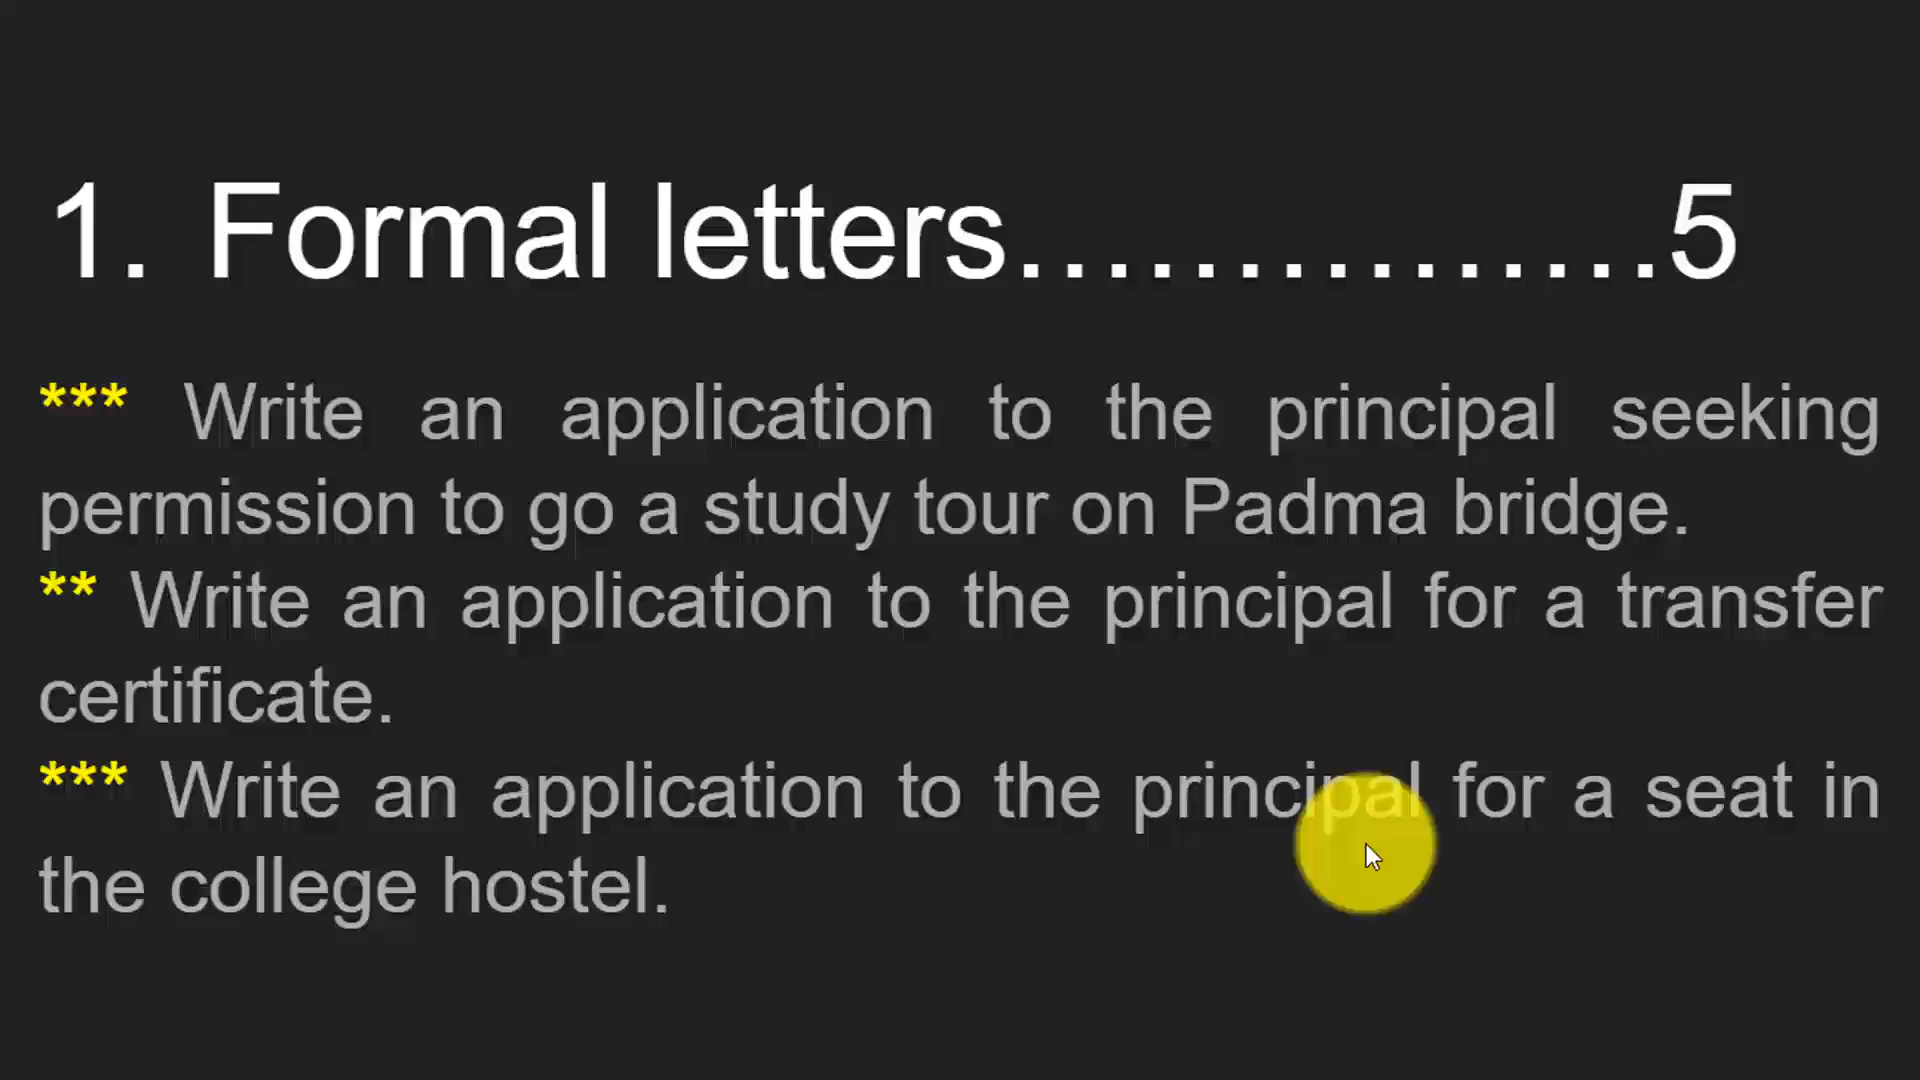 1. Formal letters...............5
*** Write an application to the principal seeking
permission to go a study tour on Padma bridge.
** Write an application to the principal for a transfer
certificate.
*** Write an application to the principal for a seat in
the college hostel.